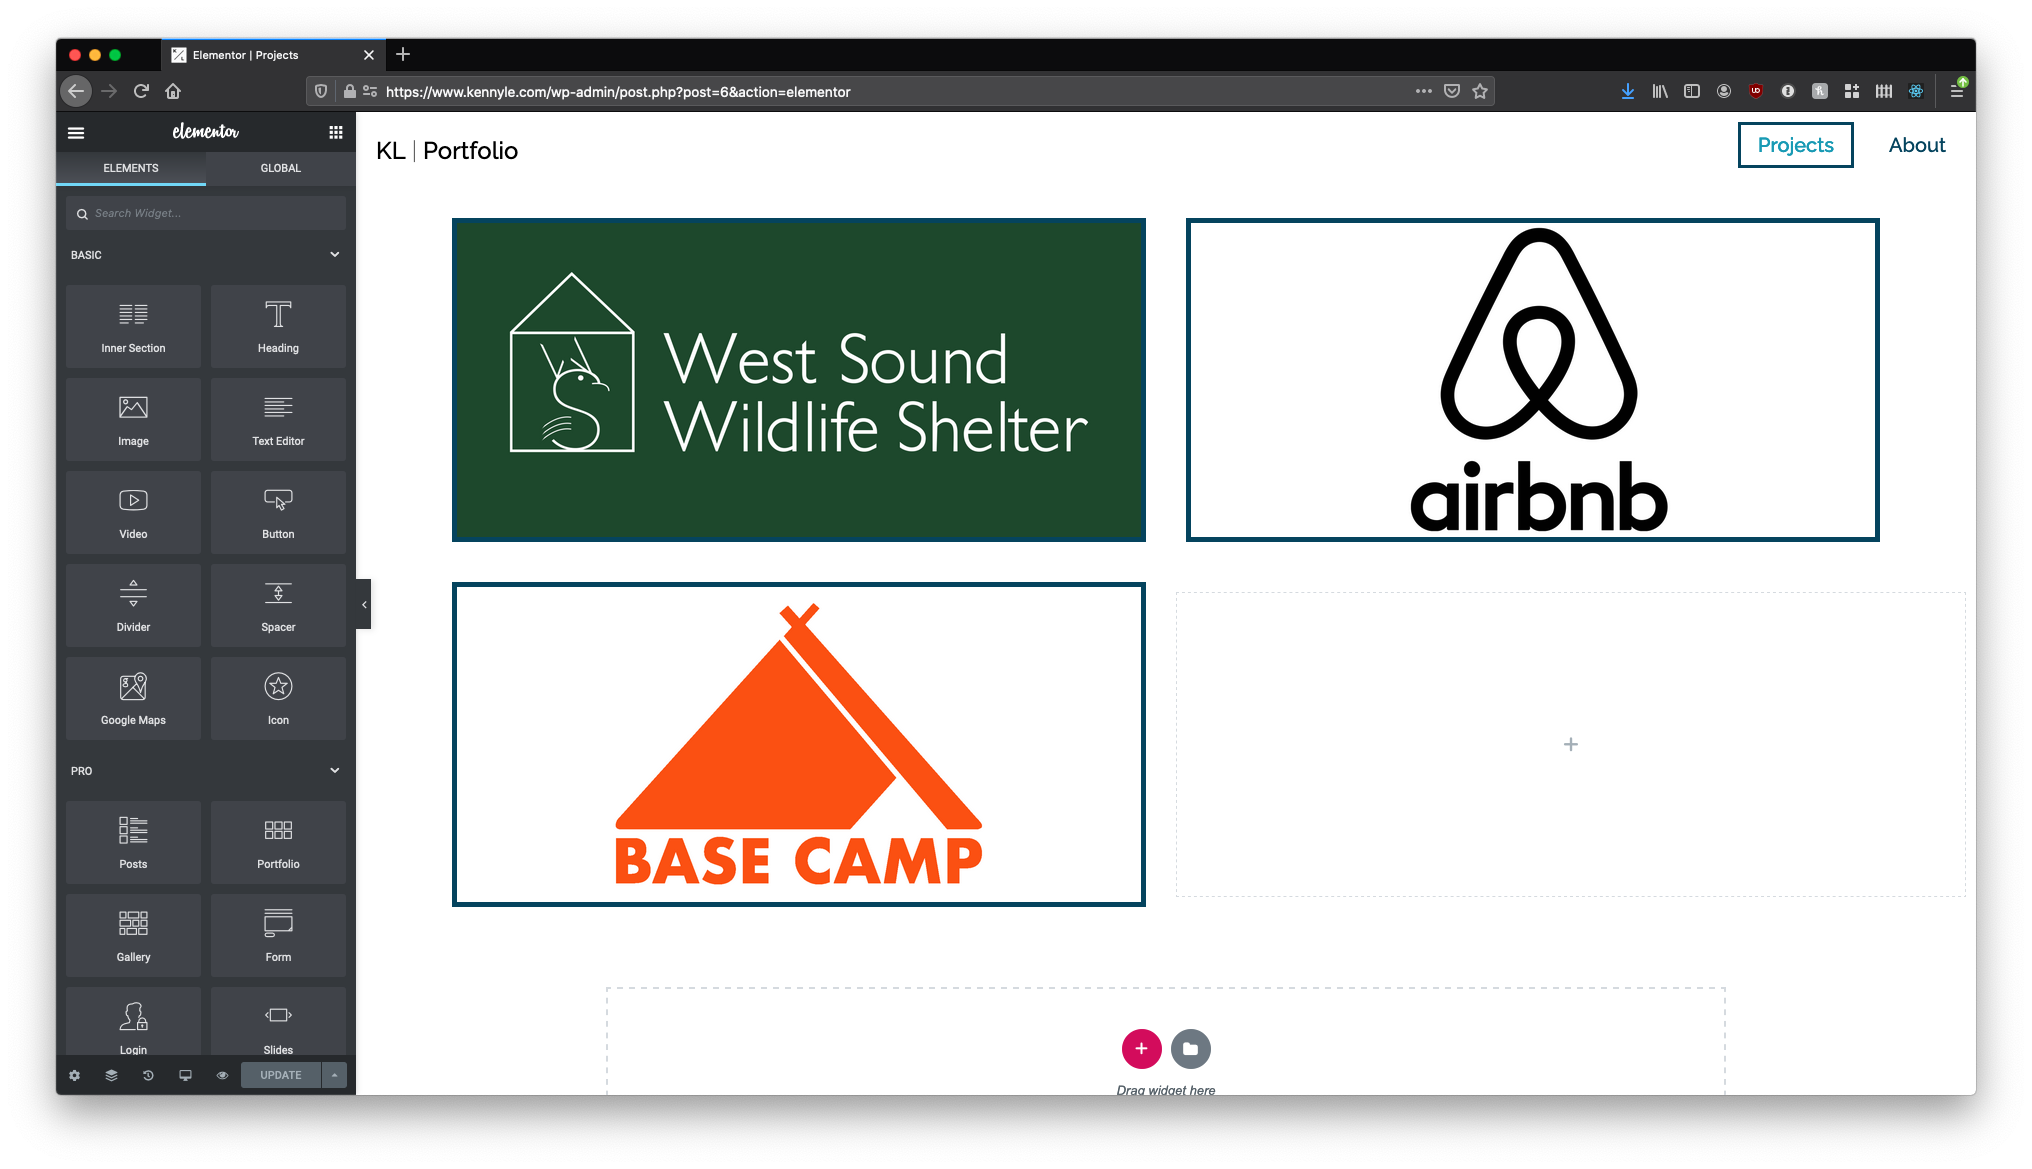 Elementor | Projects
https://www.kennyle.com/wp-admin/post.php?post=6&action=elementor
elementor
ELEMENTS
GLOBAL
Search Widget...
BASIC
Inner Section
Heading
Image
Text Editor
Video
Button
Divider
Spacer
Google Maps
Icon
PRO
Posts
Portfolio
Gallery
Form
Login
Slides
UPDATE
KL | Portfolio
Projects
About
West Sound
Wildlife Shelter
airbnb
BASE CAMP
Drag widget here